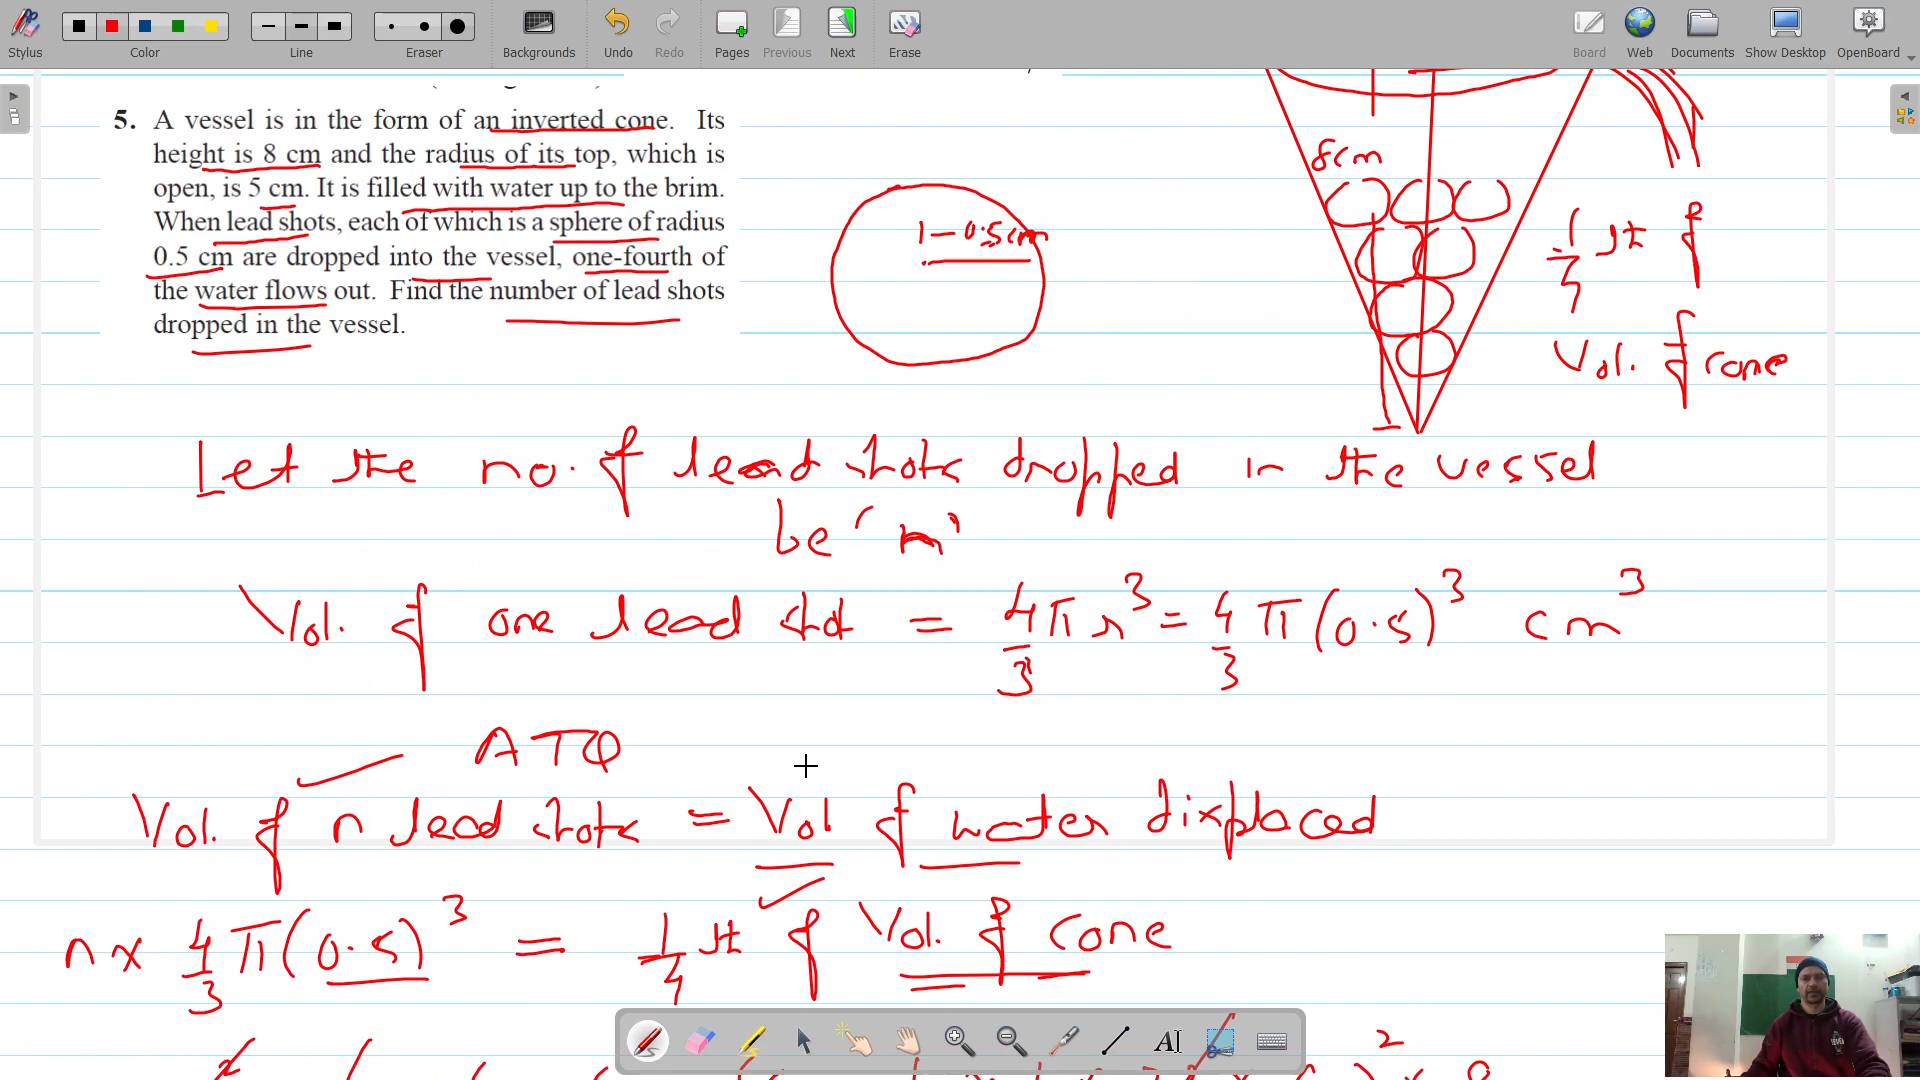 Stylus Color Line Eraser Backgrounds Undo Redo Pages Previous Next Erase Board Web Documents Show Desktop OpenBoard
5. A vessel is in the form of an inverted cone. Its
height is 8 cm and the radius of its top, which is
open, is 5 cm. It is filled with water up to the brim.
When lead shots, each of which is a sphere of radius
0.5 cm are dropped into the vessel, one-fourth of
the water flows out. Find the number of lead shots
dropped in the vessel.
0.5cm
8cm
1/4 th of
Vol. of cone
Let the no. of lead shots dropped in the vessel
be 'n'
Vol. of one lead shot = 4/3 π r³ = 4/3 π (0.5)³ cm³
ATQ
Vol. of n lead shots = Vol of water displaced
n x 4/3 π (0.5)³ = 1/4 th of Vol. of cone